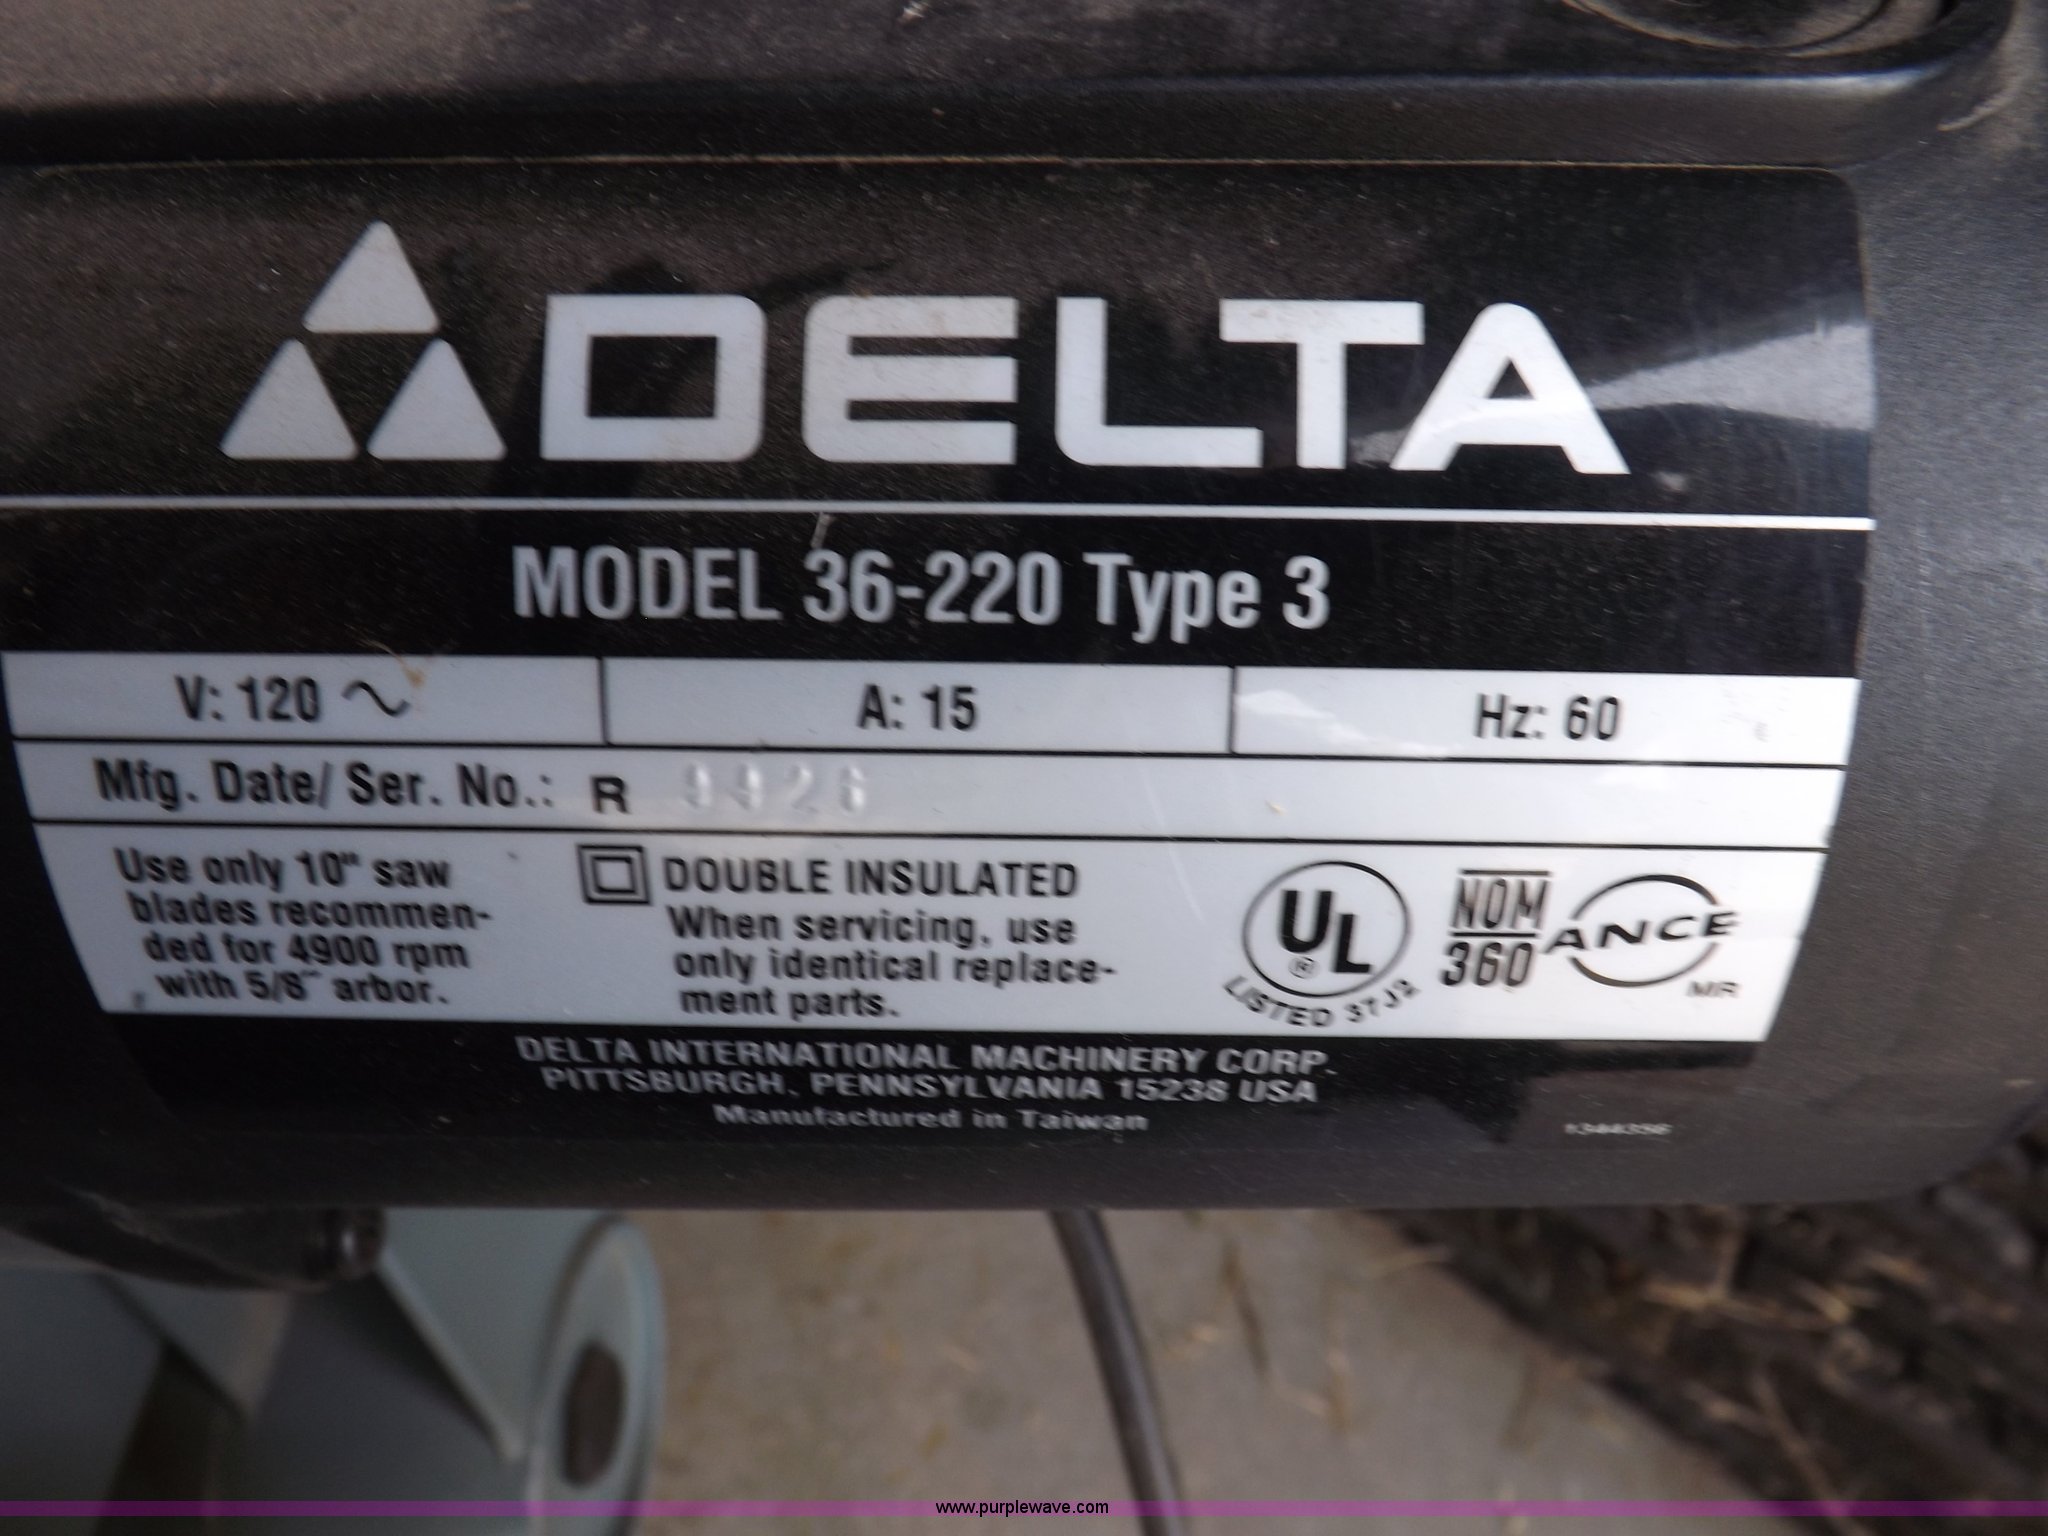 DELTA
MODEL 36-220 Type 3
V: 120 ~ A: 15 Hz: 60
Mfg. Date/ Ser. No.: R 9926
Use only 10" saw
blades recommen-
ded for 4900 rpm
with 5/8" arbor.
DOUBLE INSULATED
When servicing, use
only identical replace-
ment parts.
UL
®
LISTED 37J2
NOM
360
ANCE
MR
DELTA INTERNATIONAL MACHINERY CORP.
PITTSBURGH, PENNSYLVANIA 15238 USA
Manufactured in Taiwan
1344356
www.purplewave.com